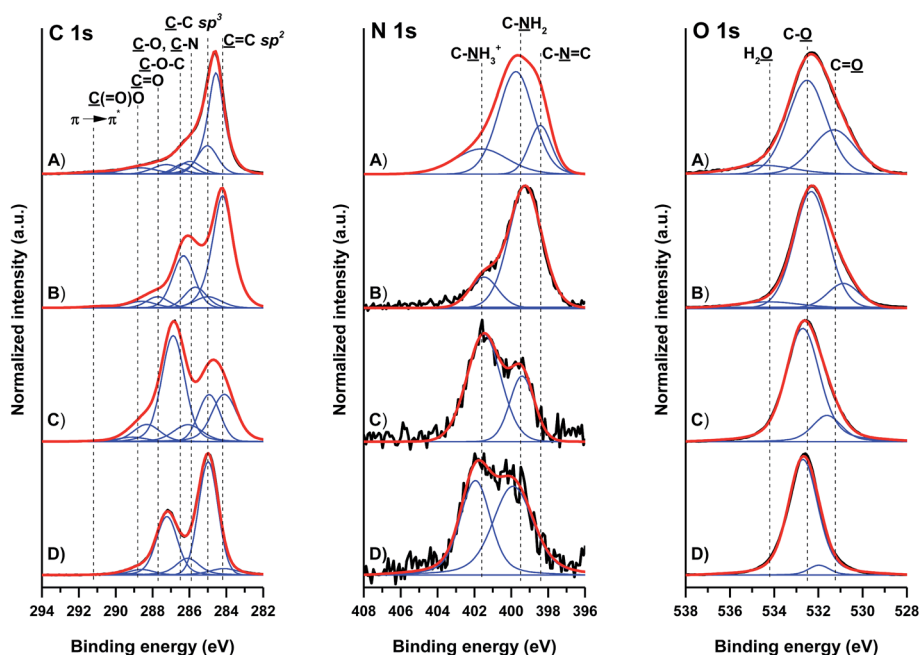 C 1s
C-C sp³
C-O, C-N
C=C sp²
C-O-C
C=O
C(=O)O
π→π*
A)
B)
C)
D)
294 292 290 288 286 284 282
Binding energy (eV)
Normalized intensity (a.u.)
N 1s
C-NH₂
C-NH₃⁺
C-N=C
A)
B)
C)
D)
408 406 404 402 400 398 396
Binding energy (eV)
Normalized intensity (a.u.)
O 1s
C-O
H₂O
C=O
A)
B)
C)
D)
538 536 534 532 530 528
Binding energy (eV)
Normalized intensity (a.u.)